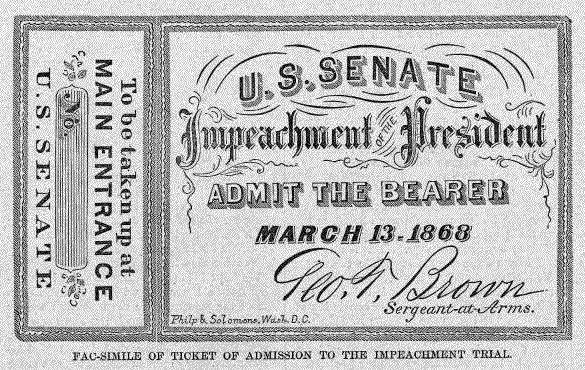 To be taken up at
MAIN ENTRANCE
No.
U.S. SENATE
U.S. SENATE
Impeachment OF THE President
ADMIT THE BEARER
MARCH 13-1868
Geo. T. Brown
Sergeant-at-Arms.
Philp & Solomons, Wash. D.C.
FAC-SIMILE OF TICKET OF ADMISSION TO THE IMPEACHMENT TRIAL.